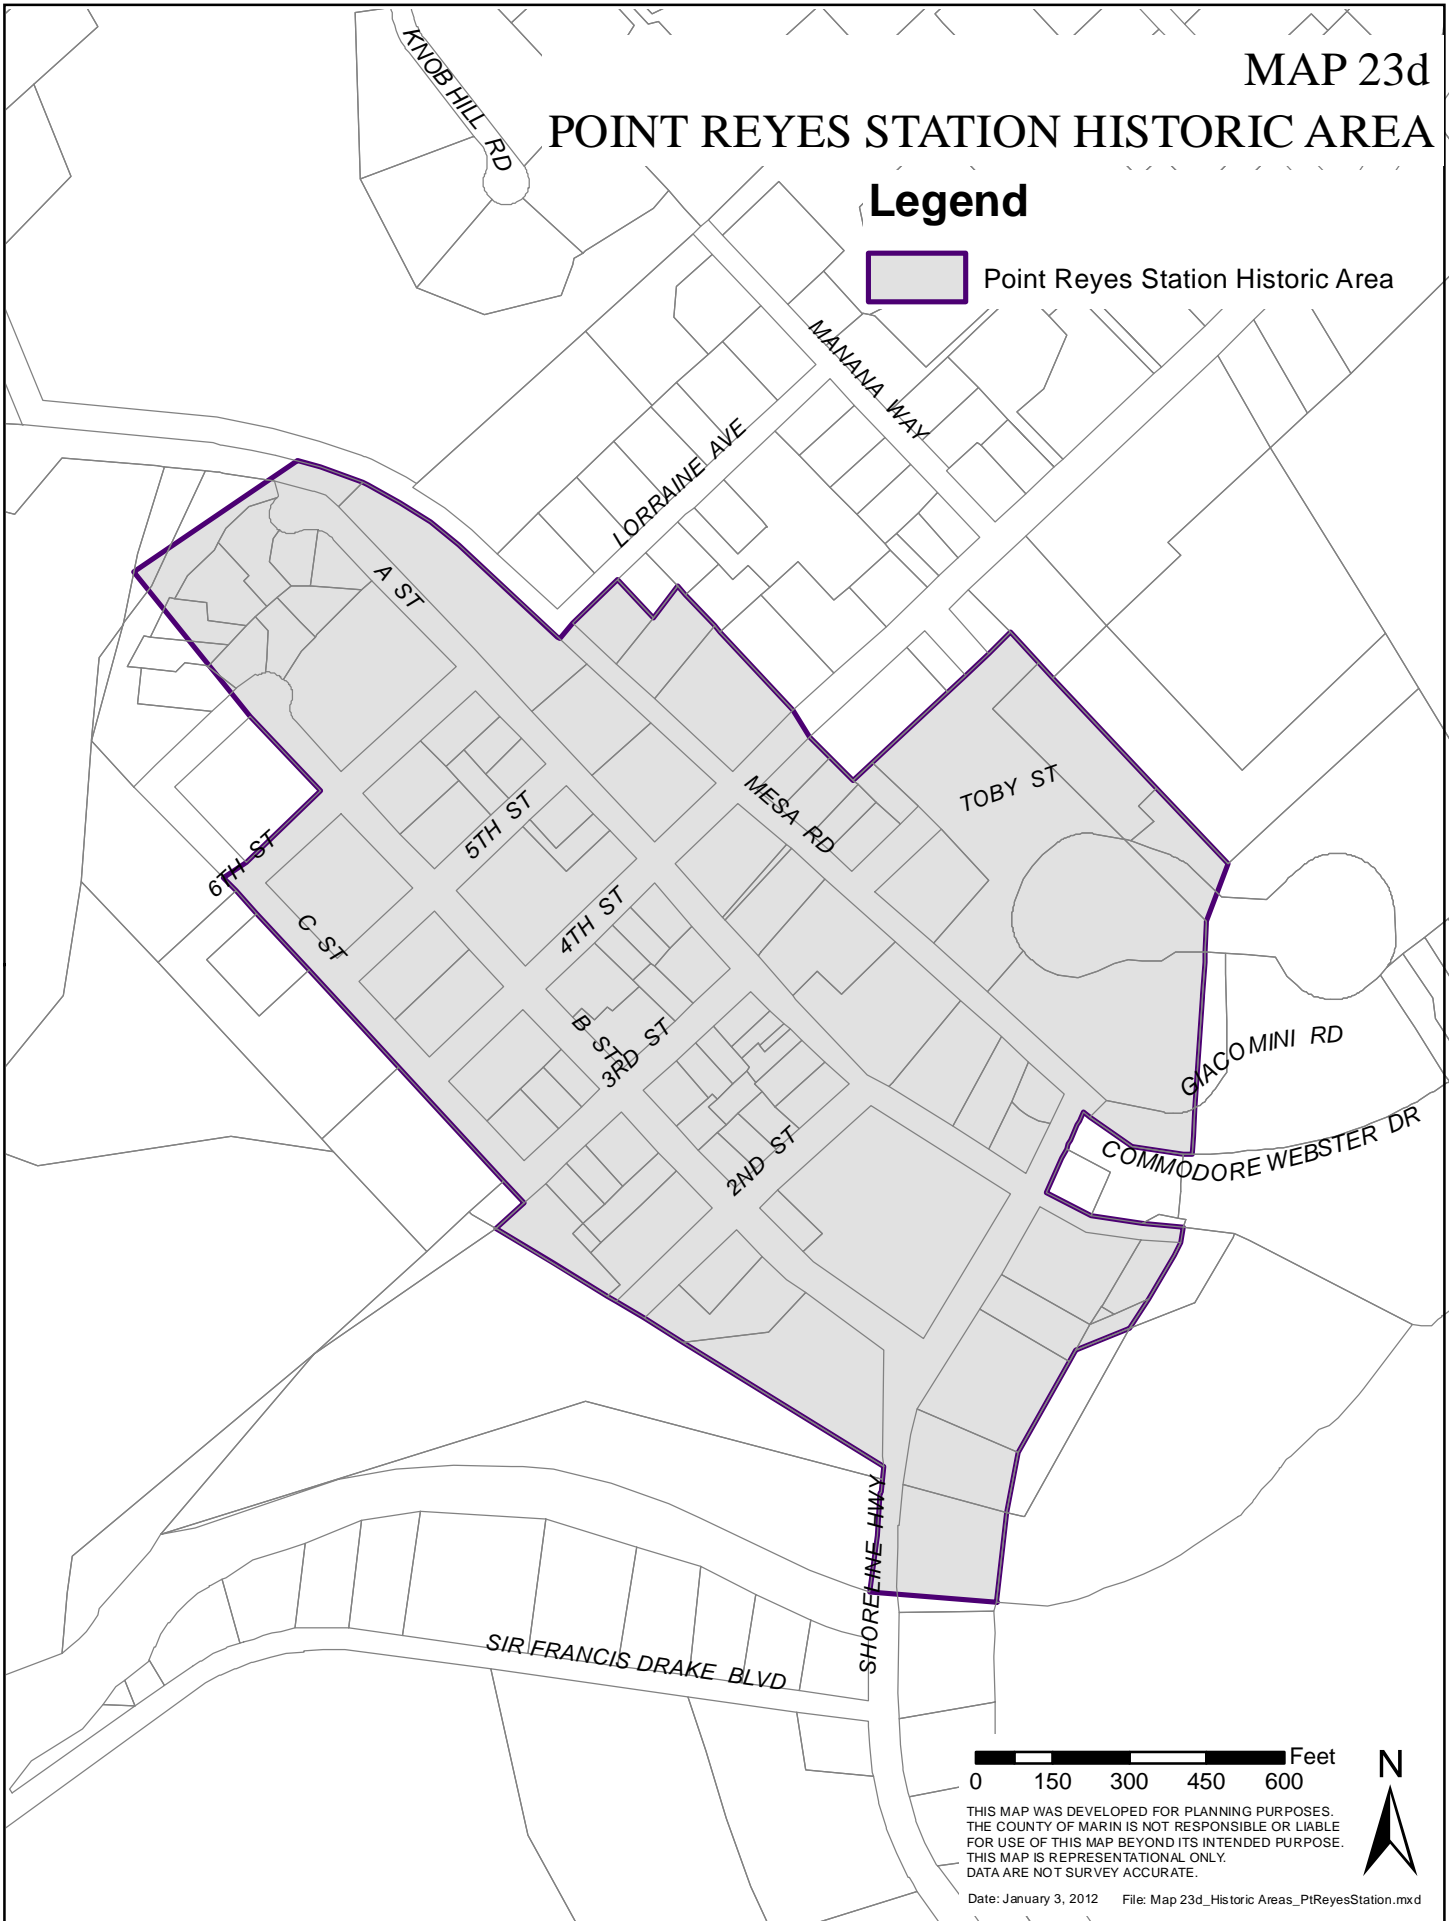 MAP 23d
POINT REYES STATION HISTORIC AREA
Legend
Point Reyes Station Historic Area
KNOB HILL RD
MANANA WAY
LORRAINE AVE
A ST
MESA RD
TOBY ST
5TH ST
6TH ST
4TH ST
C ST
B ST
3RD ST
GIACOMINI RD
2ND ST
COMMODORE WEBSTER DR
SHORELINE HWY
SIR FRANCIS DRAKE BLVD
Feet
0 150 300 450 600
N
THIS MAP WAS DEVELOPED FOR PLANNING PURPOSES.
THE COUNTY OF MARIN IS NOT RESPONSIBLE OR LIABLE
FOR USE OF THIS MAP BEYOND ITS INTENDED PURPOSE.
THIS MAP IS REPRESENTATIONAL ONLY.
DATA ARE NOT SURVEY ACCURATE.
Date: January 3, 2012 File: Map 23d_Historic Areas_PtReyesStation.mxd